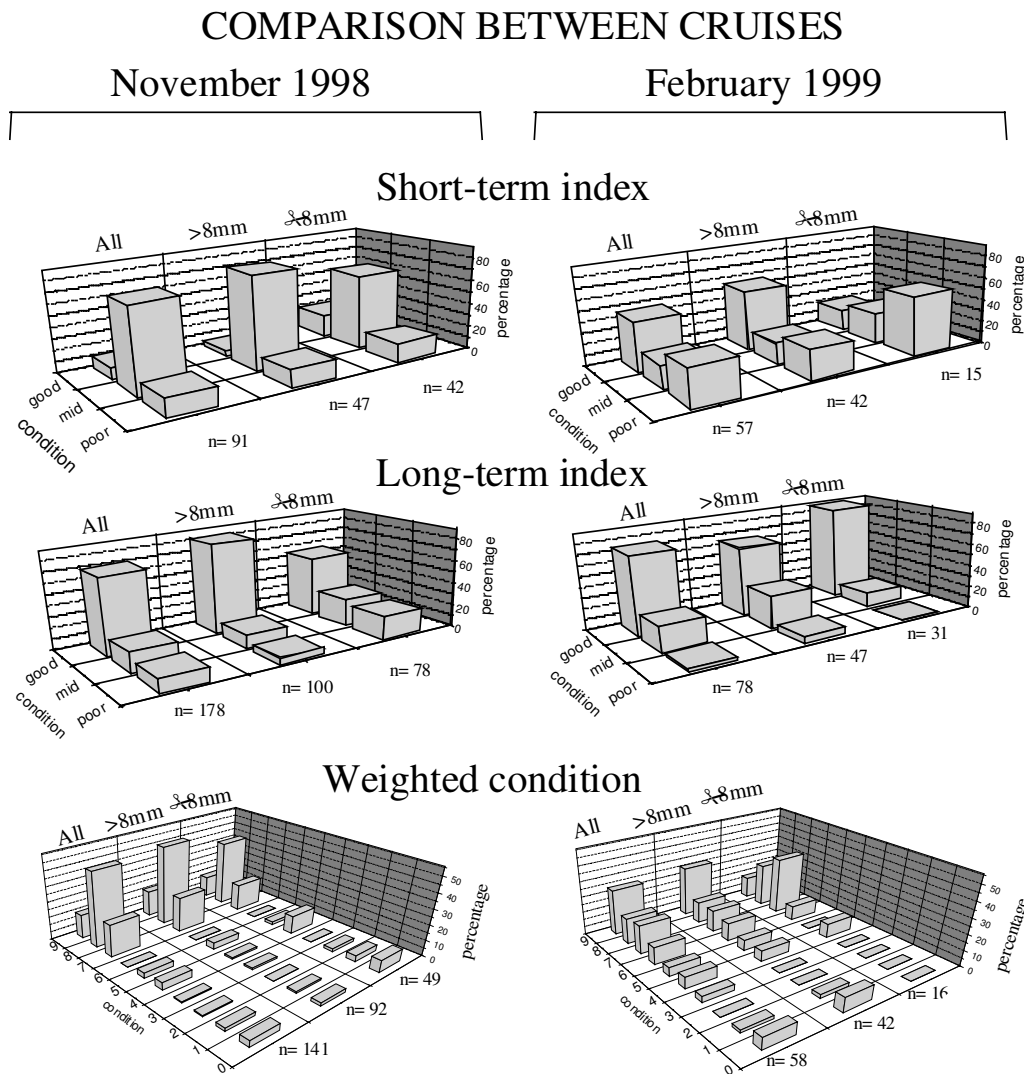 COMPARISON BETWEEN CRUISES
November 1998
February 1999
Short-term index
All
>8mm
≤8mm
80
60
40
20
0
percentage
good
mid
poor
condition
n= 91
n= 47
n= 42
All
>8mm
≤8mm
80
60
40
20
0
percentage
good
mid
poor
condition
n= 57
n= 42
n= 15
Long-term index
All
>8mm
≤8mm
80
60
40
20
0
percentage
good
mid
poor
condition
n= 178
n= 100
n= 78
All
>8mm
≤8mm
80
60
40
20
0
percentage
good
mid
poor
condition
n= 78
n= 47
n= 31
Weighted condition
All
>8mm
≤8mm
50
40
30
20
10
0
percentage
9
8
7
6
5
4
3
2
1
0
condition
n= 141
n= 92
n= 49
All
>8mm
≤8mm
50
40
30
20
10
0
percentage
9
8
7
6
5
4
3
2
1
0
condition
n= 58
n= 42
n= 16